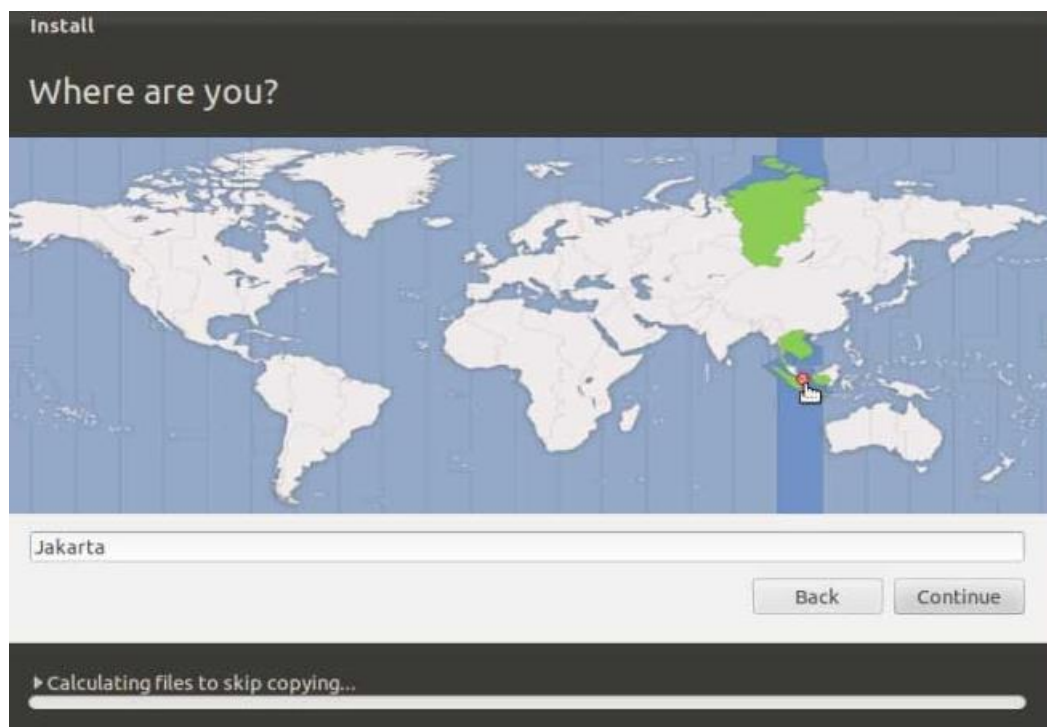 Install
Where are you?
Jakarta
Back
Continue
Calculating files to skip copying...